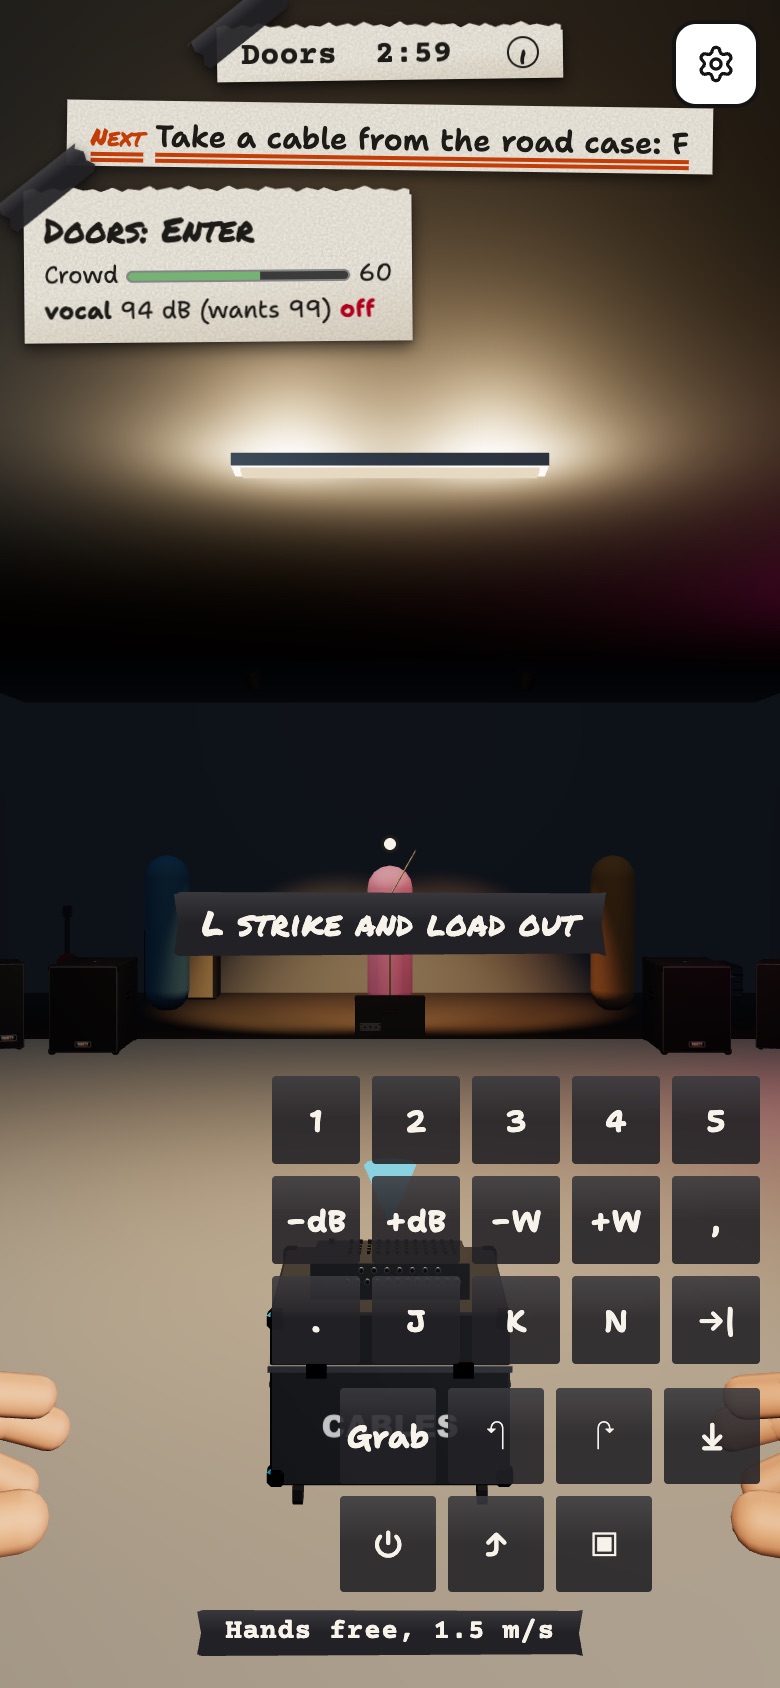 Doors 2:59
NEXT Take a cable from the road case: F
DOORS: ENTER
Crowd 60
vocal 94 dB (wants 99) off
L STRIKE AND LOAD OUT
1 2 3 4 5
-dB +dB -W +W ,
. J K N
CABLES
Grab
Hands free, 1.5 m/s